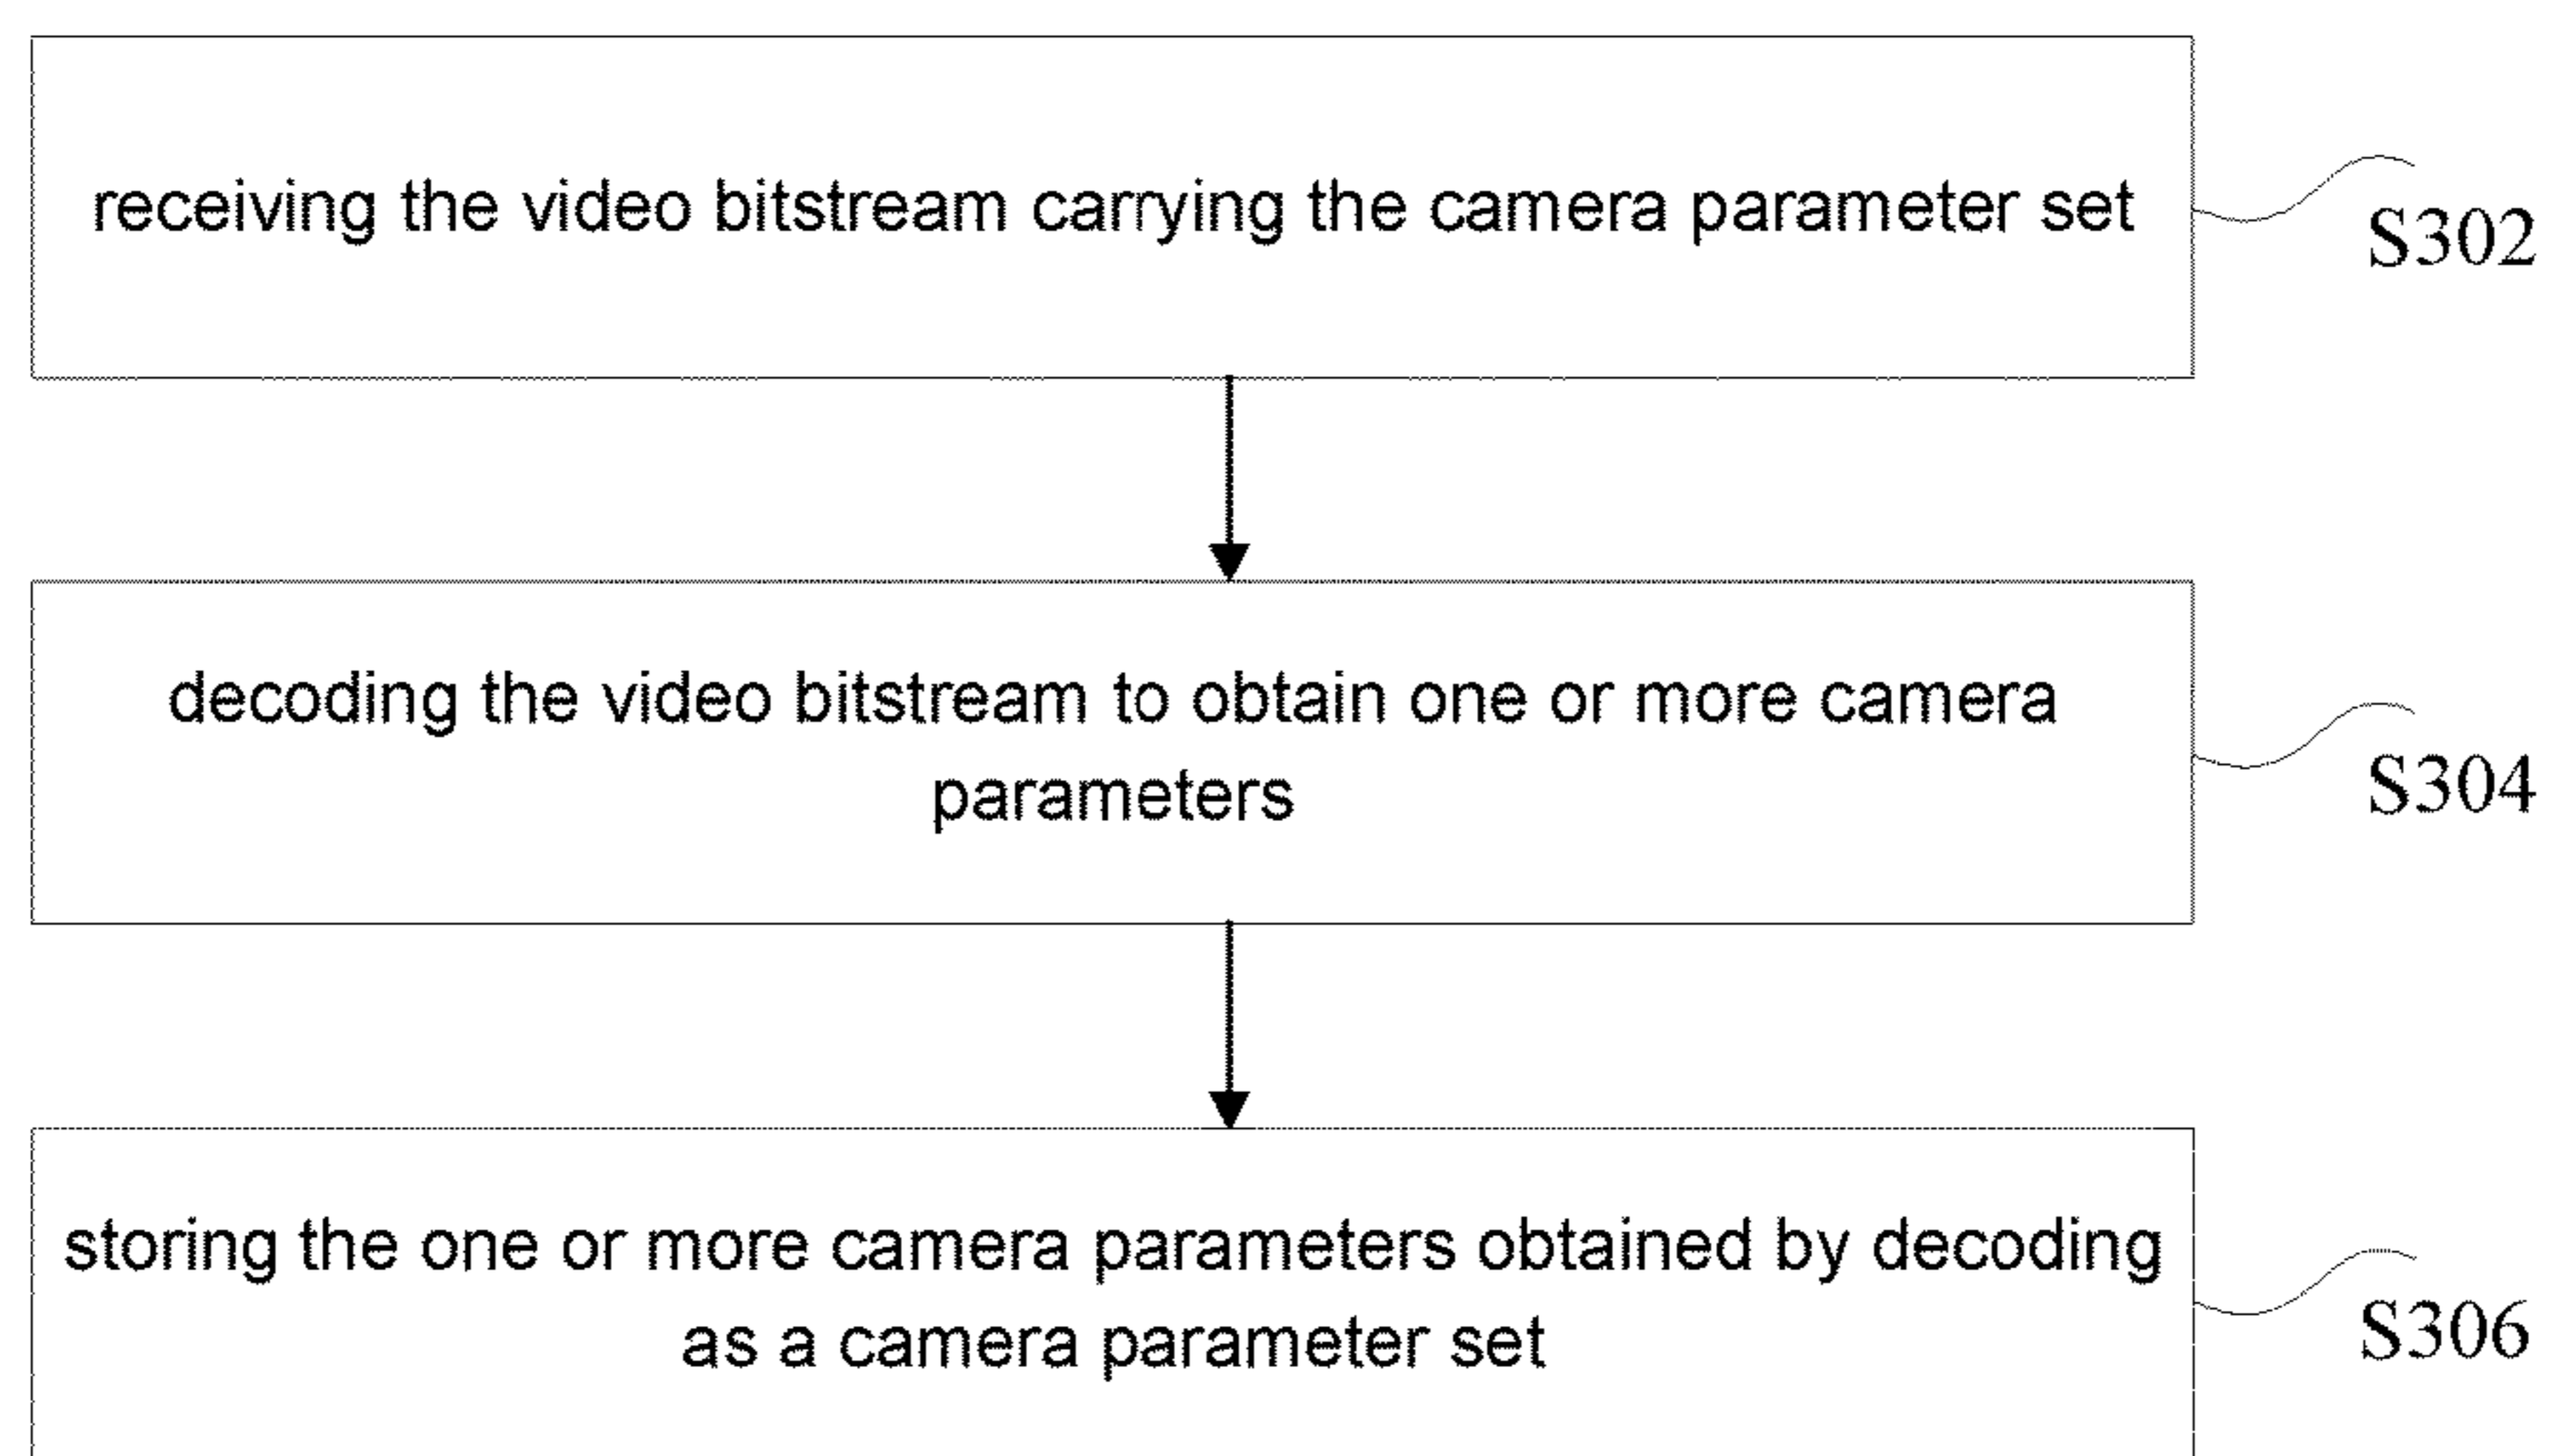 receiving the video bitstream carrying the camera parameter set
S302
decoding the video bitstream to obtain one or more camera
parameters
S304
storing the one or more camera parameters obtained by decoding
as a camera parameter set
S306